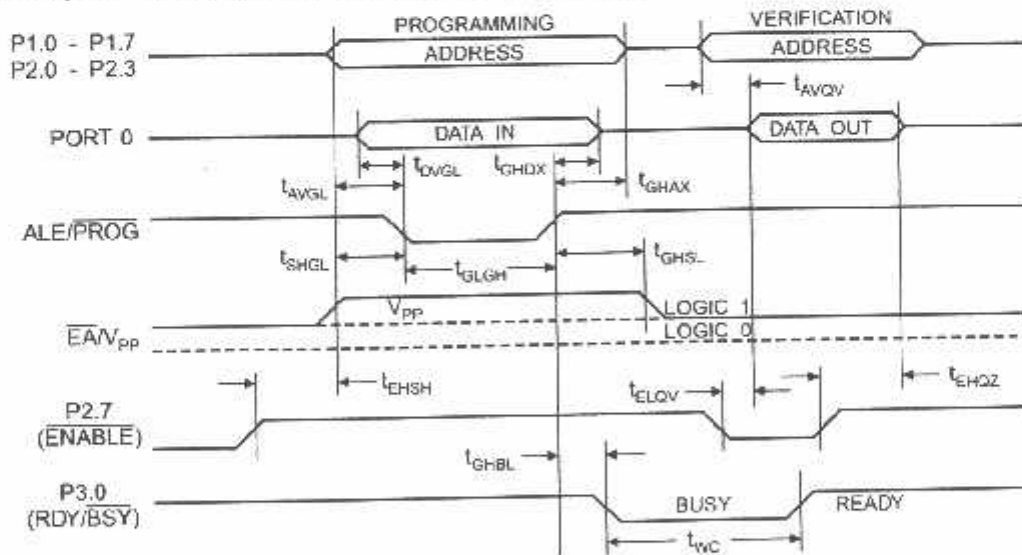 PROGRAMMING
VERIFICATION
P1.0 - P1.7
P2.0 - P2.3
ADDRESS
ADDRESS
tAVQV
PORT 0
DATA IN
DATA OUT
tDVGL
tGHDX
tAVGL
tGHAX
ALE/PROG
tSHGL
tGLGH
tGHSL
VPP
LOGIC 1
LOGIC 0
EA/VPP
tEHSH
tELQV
tEHQZ
P2.7
(ENABLE)
tGHBL
P3.0
(RDY/BSY)
BUSY
READY
tWC